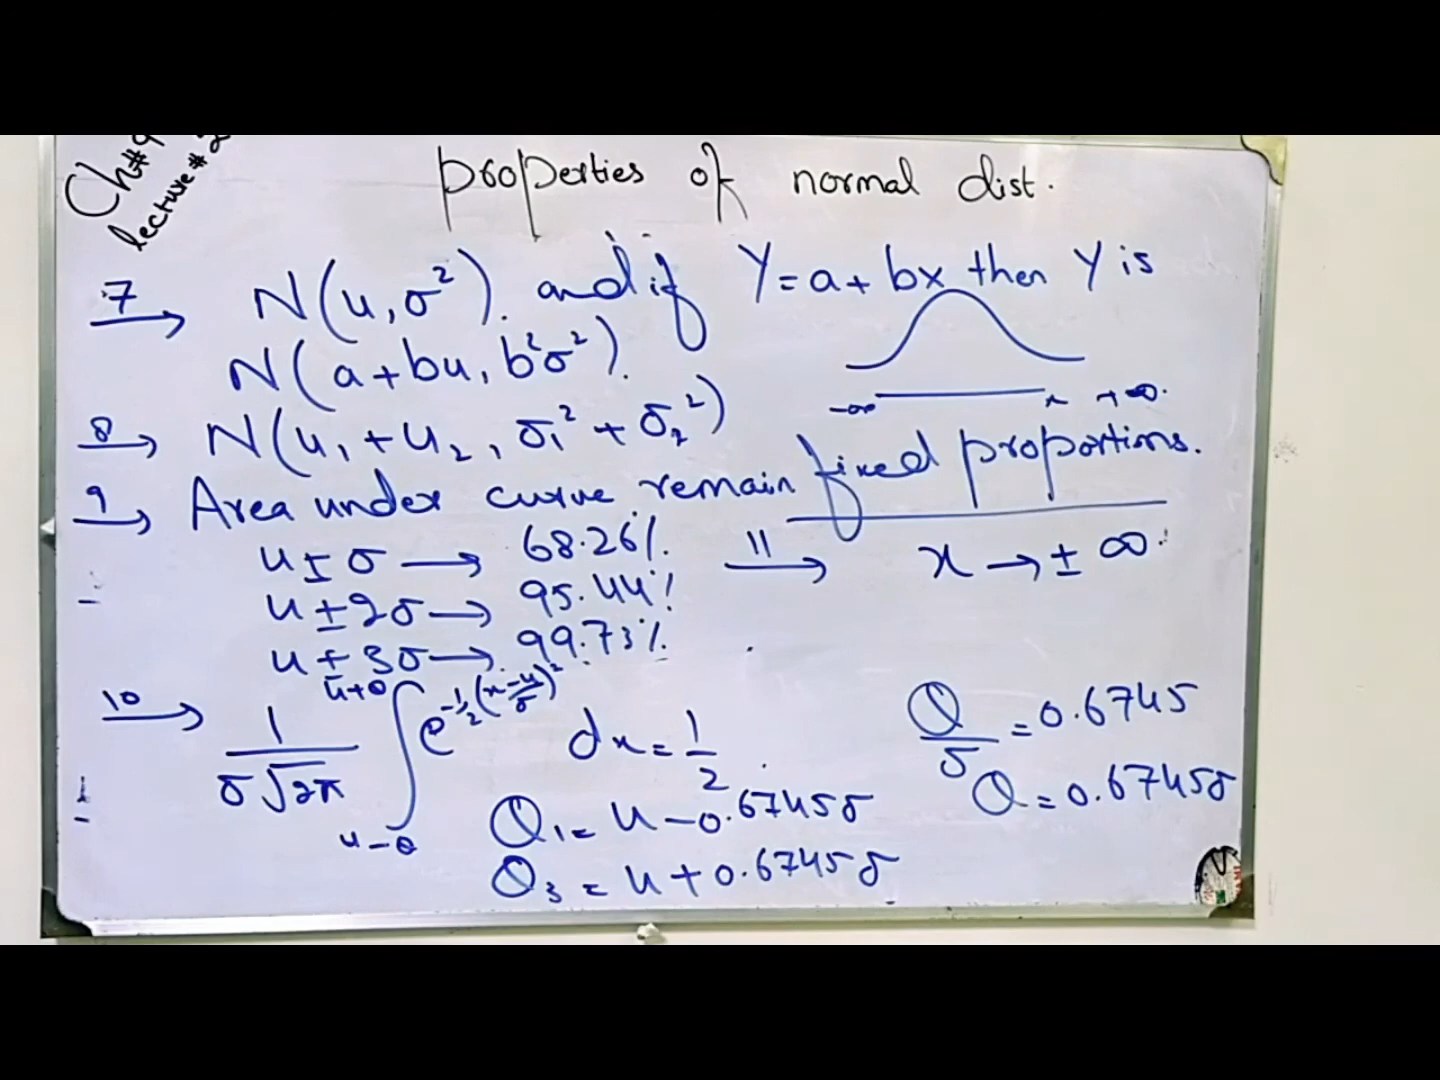 Ch#9
lecture#2
properties of normal dist.
7 → N(u, σ²). and if Y = a + bx then Y is
N(a + bu, b²σ²).
-∞ x +∞.
8 → N(u₁ + u₂, σ₁² + σ₂²)
9 → Area under curve remain fixed proportions.
u ± σ → 68.26%.
u ± 2σ → 95.44%
u ± 3σ → 99.73%
11 → x → ± ∞.
10 → 1/σ√2π ∫ u-Q u+Q e^-1/2(x-u/σ)² dx = 1/2.
Q/σ = 0.6745
Q = 0.6745σ
Q₁ = u - 0.6745σ
Q₃ = u + 0.6745σ